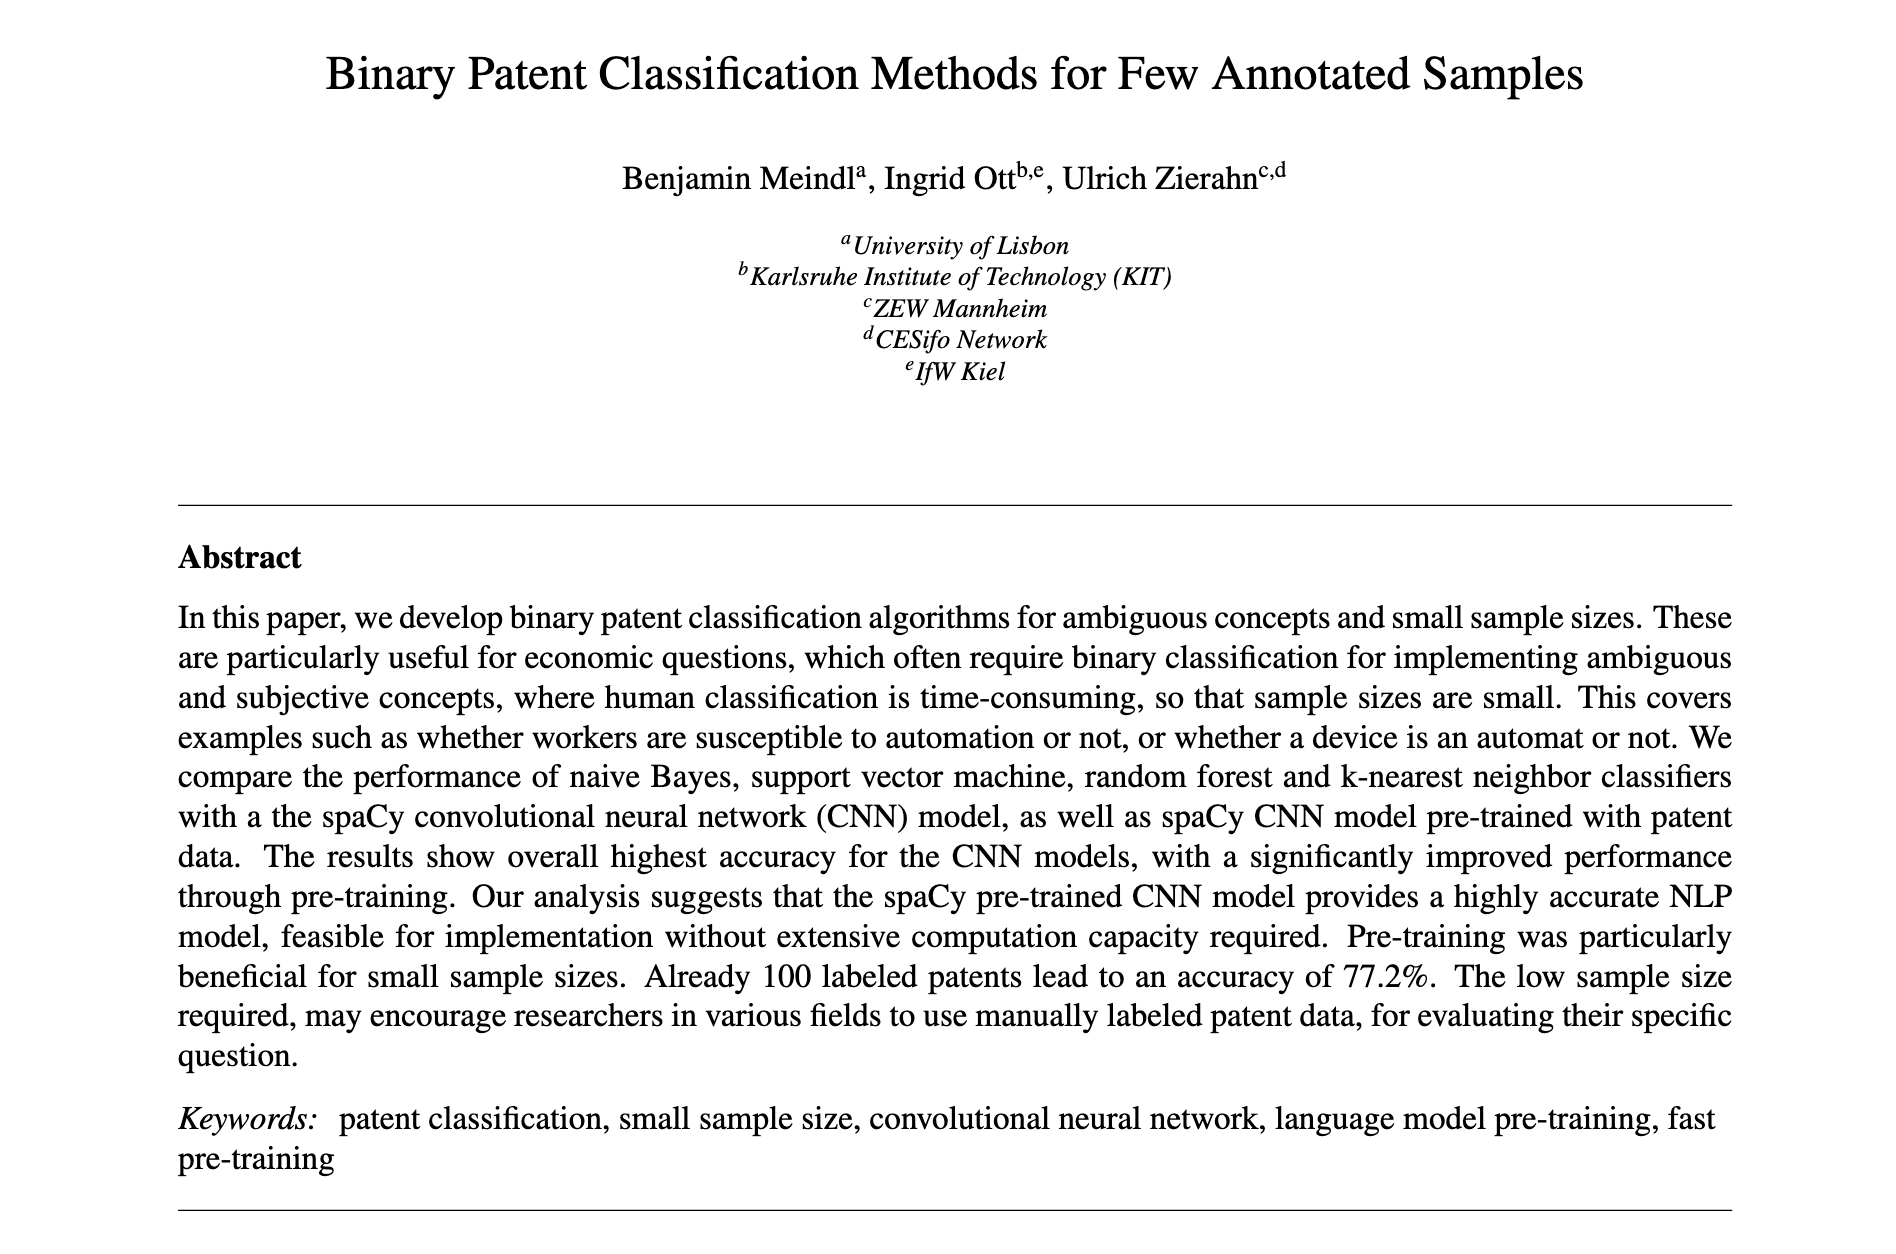 Binary Patent Classification Methods for Few Annotated Samples
Benjamin Meindlᵃ, Ingrid Ottᵇ,ᵉ, Ulrich Zierahnᶜ,ᵈ
ᵃUniversity of Lisbon
ᵇKarlsruhe Institute of Technology (KIT)
ᶜZEW Mannheim
ᵈCESifo Network
ᵉIfW Kiel
Abstract
In this paper, we develop binary patent classification algorithms for ambiguous concepts and small sample sizes. These
are particularly useful for economic questions, which often require binary classification for implementing ambiguous
and subjective concepts, where human classification is time-consuming, so that sample sizes are small. This covers
examples such as whether workers are susceptible to automation or not, or whether a device is an automat or not. We
compare the performance of naive Bayes, support vector machine, random forest and k-nearest neighbor classifiers
with a the spaCy convolutional neural network (CNN) model, as well as spaCy CNN model pre-trained with patent
data. The results show overall highest accuracy for the CNN models, with a significantly improved performance
through pre-training. Our analysis suggests that the spaCy pre-trained CNN model provides a highly accurate NLP
model, feasible for implementation without extensive computation capacity required. Pre-training was particularly
beneficial for small sample sizes. Already 100 labeled patents lead to an accuracy of 77.2%. The low sample size
required, may encourage researchers in various fields to use manually labeled patent data, for evaluating their specific
question.
Keywords: patent classification, small sample size, convolutional neural network, language model pre-training, fast
pre-training